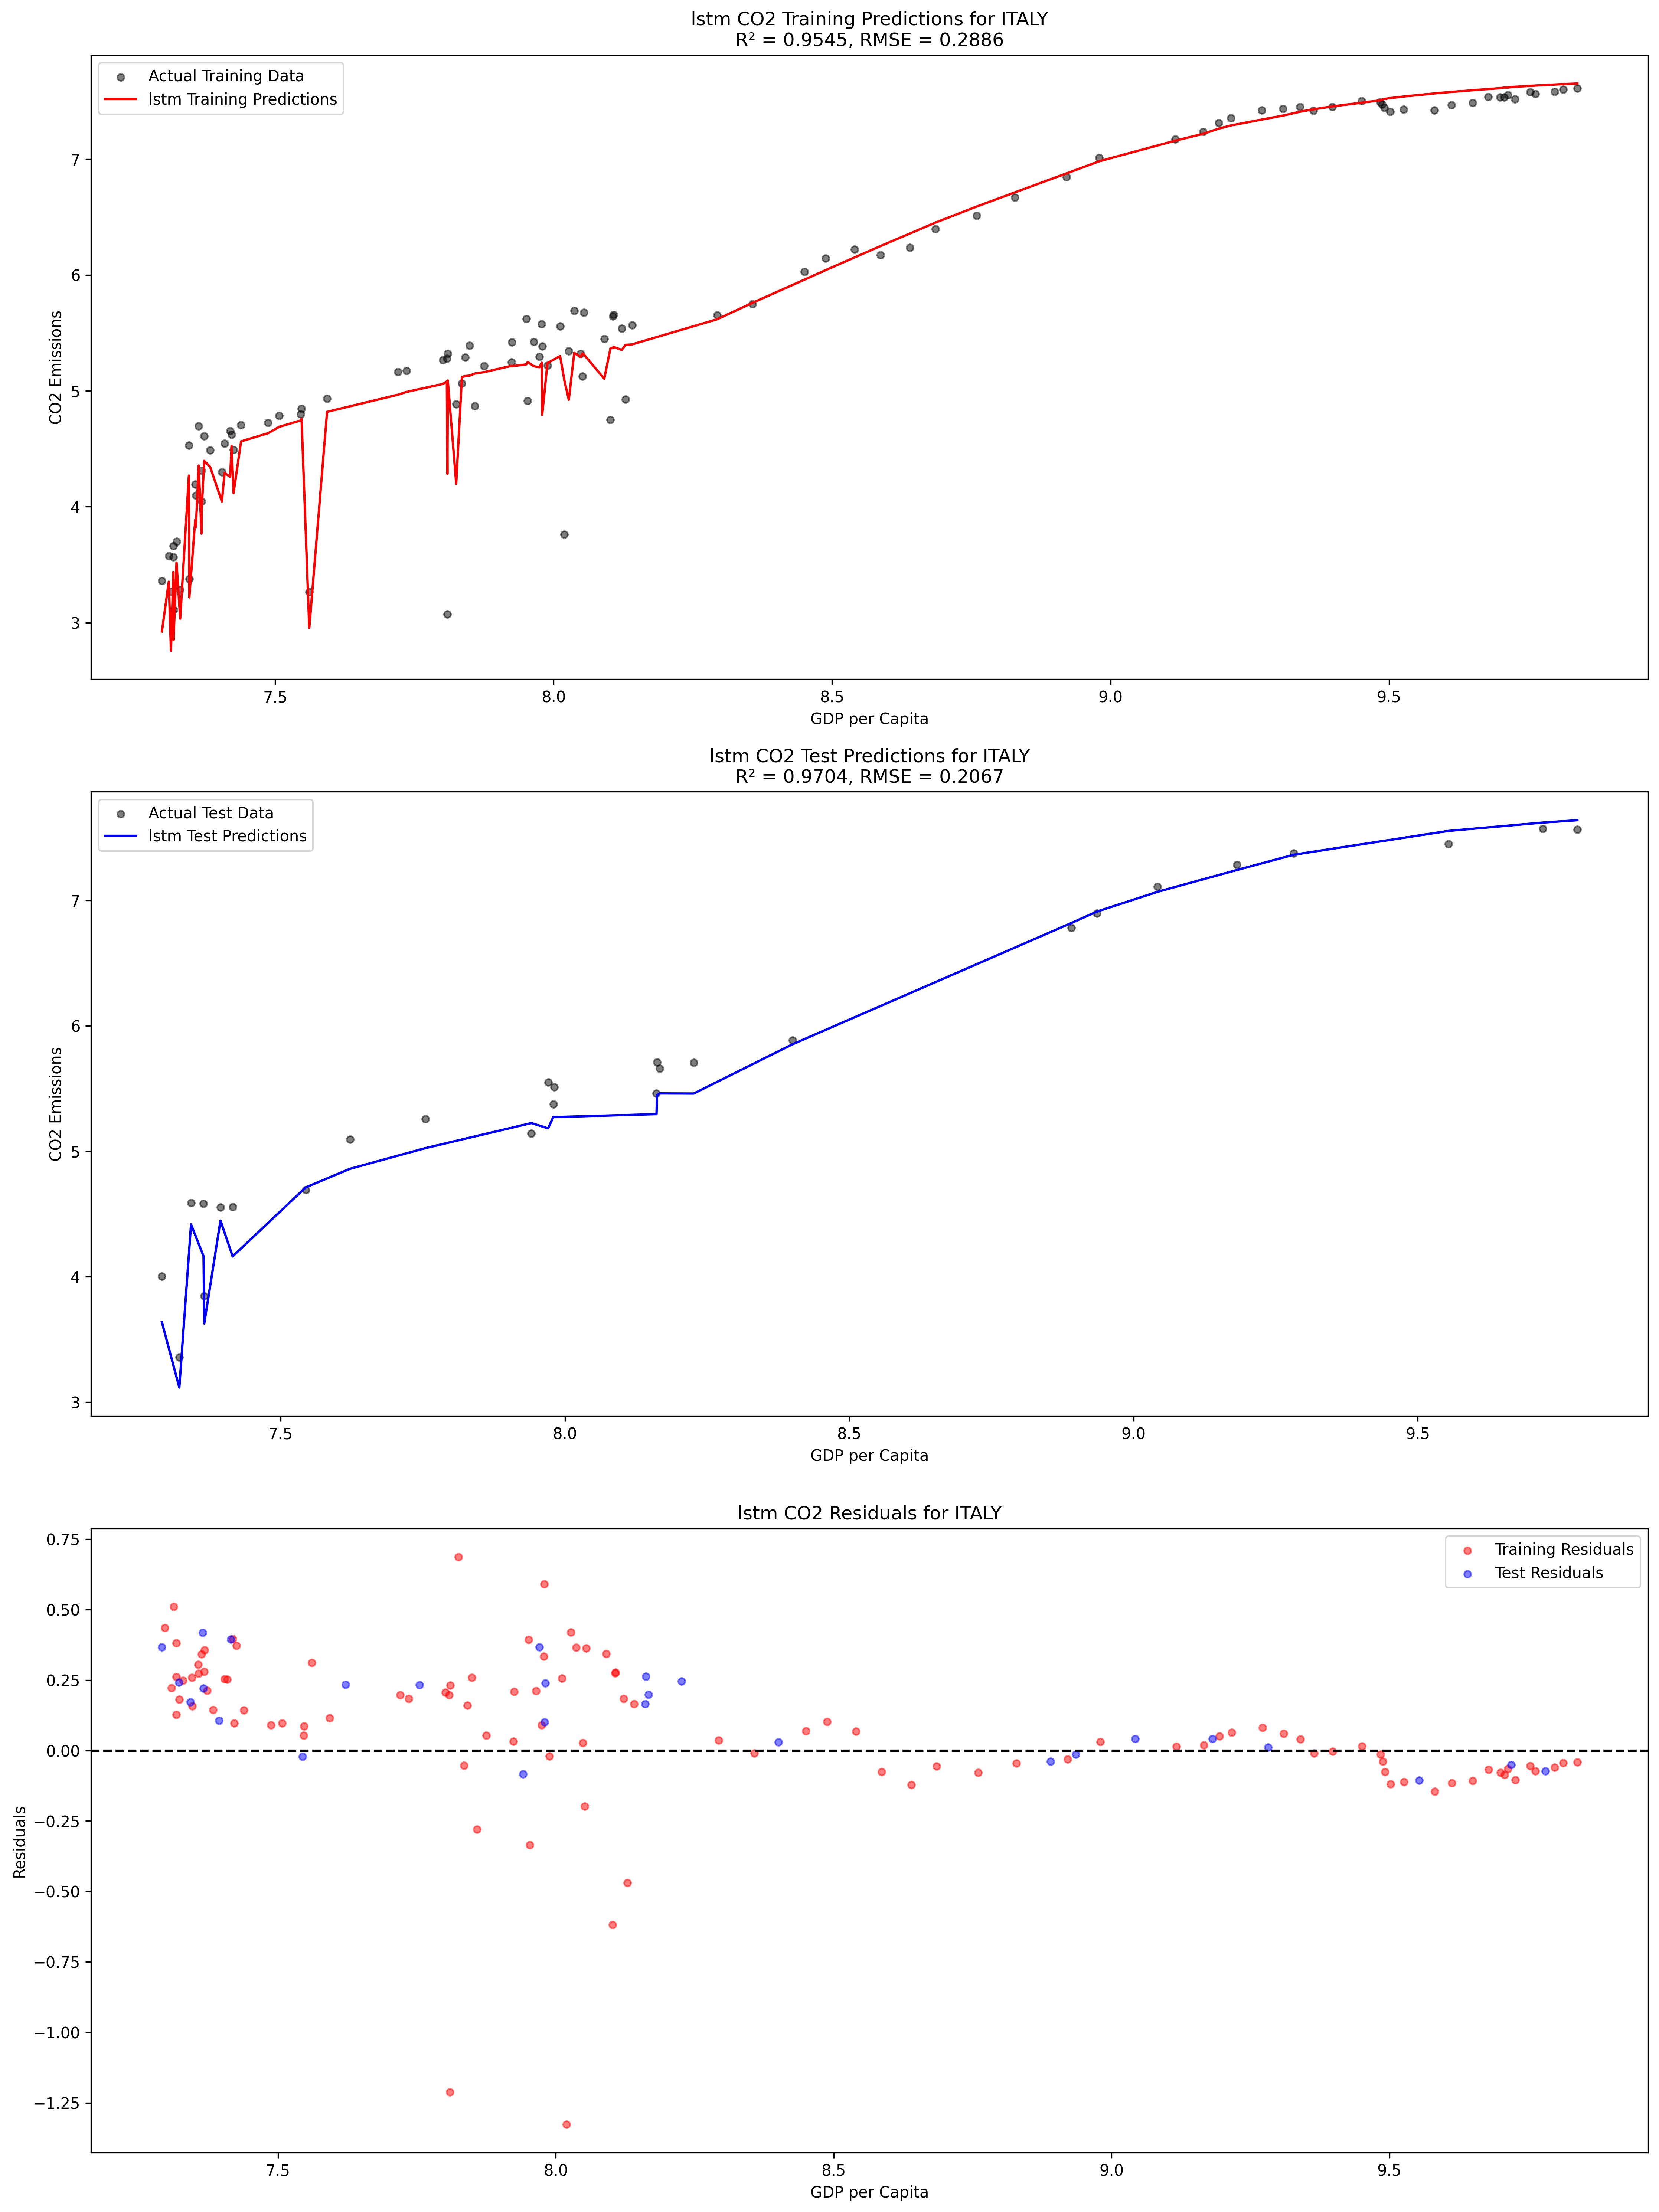 lstm CO2 Training Predictions for ITALY
R² = 0.9545, RMSE = 0.2886
Actual Training Data
lstm Training Predictions
7
6
5
4
3
CO2 Emissions
7.5 8.0 8.5 9.0 9.5
GDP per Capita
lstm CO2 Test Predictions for ITALY
R² = 0.9704, RMSE = 0.2067
Actual Test Data
lstm Test Predictions
7
6
5
4
3
CO2 Emissions
7.5 8.0 8.5 9.0 9.5
GDP per Capita
lstm CO2 Residuals for ITALY
Training Residuals
Test Residuals
0.75
0.50
0.25
0.00
−0.25
−0.50
−0.75
−1.00
−1.25
Residuals
7.5 8.0 8.5 9.0 9.5
GDP per Capita